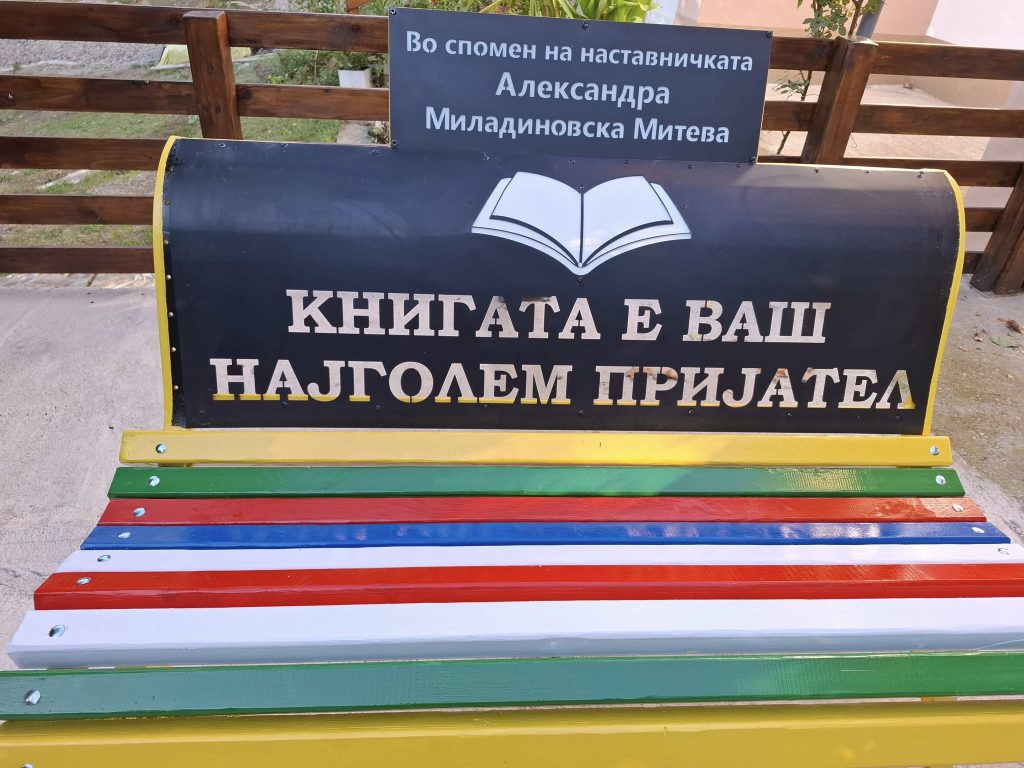 Во спомен на наставничката
Александра
Миладиновска Митева
КНИГАТА Е ВАШ
НАЈГОЛЕМ ПРИЈАТЕЛ